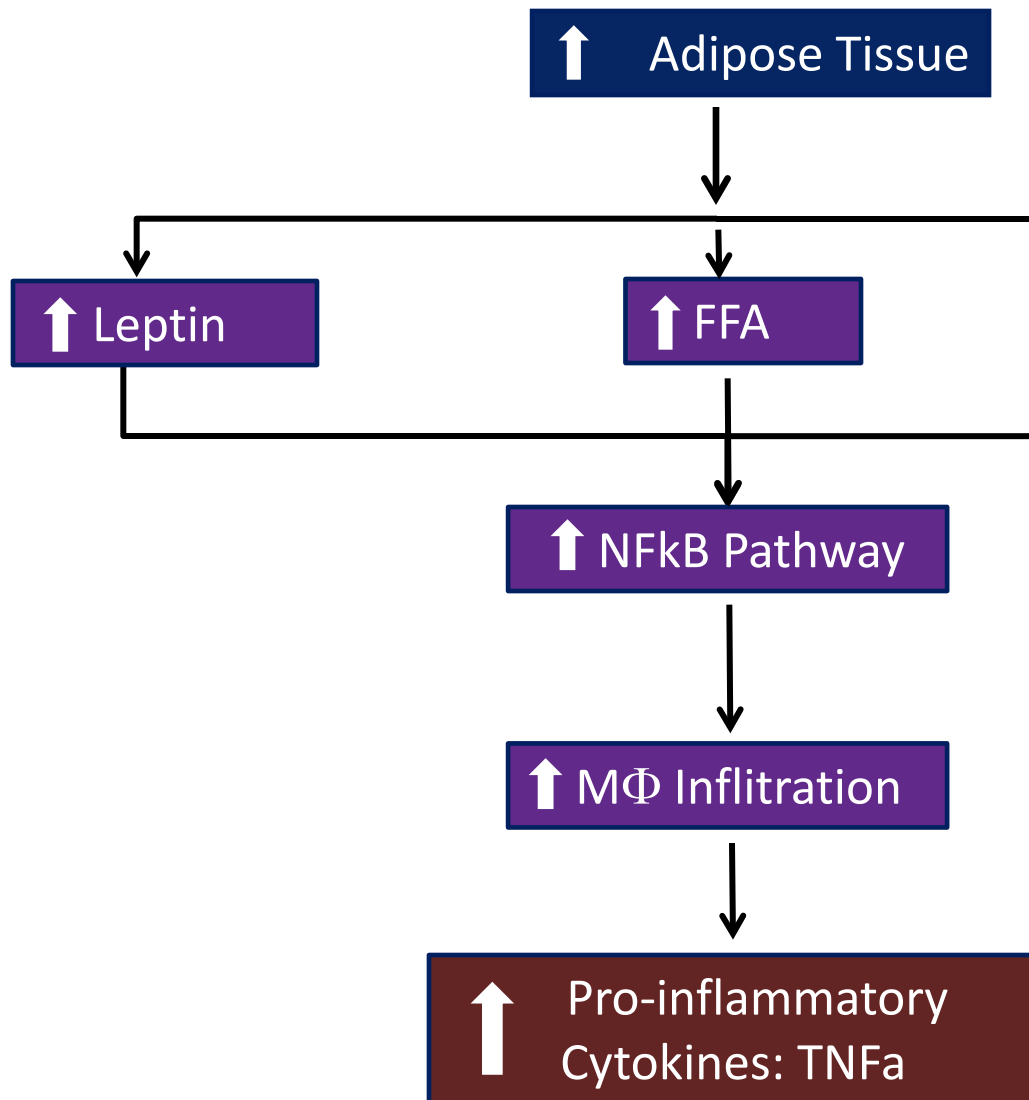 Adipose Tissue
Leptin
FFA
NFkB Pathway
MΦ Inflitration
Pro-inflammatory
Cytokines: TNFa